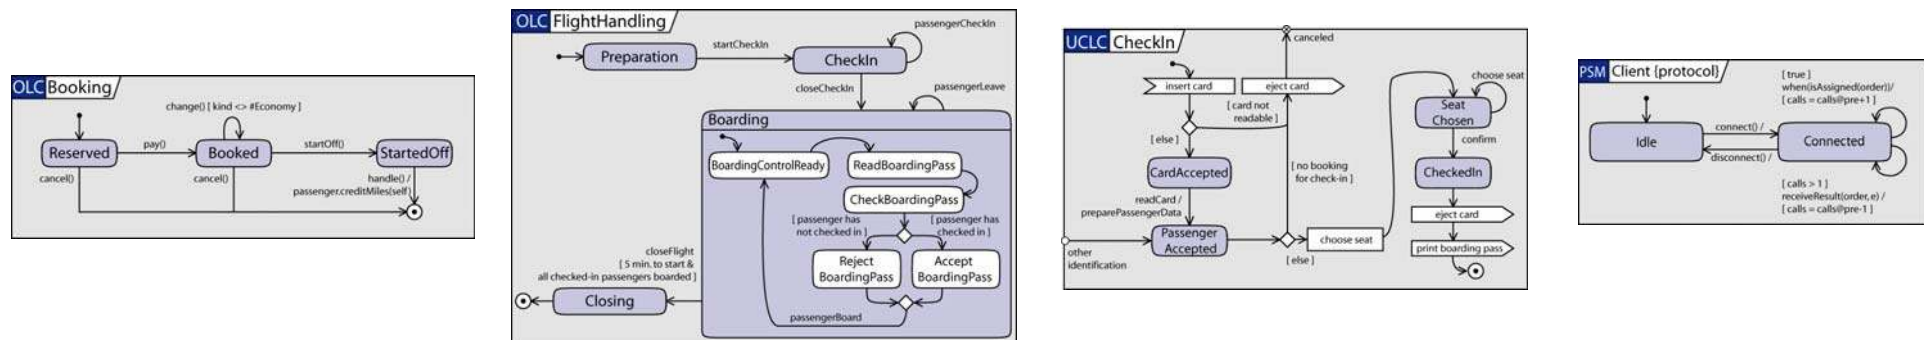 OLC Booking
change() [ kind <> #Economy ]
Reserved
pay()
Booked
startOff()
StartedOff
cancel()
cancel()
handle() /
passenger.creditMiles(self)
OLC FlightHandling
passengerCheckIn
Preparation
startCheckIn
CheckIn
closeCheckIn
passengerLeave
Boarding
BoardingControlReady
ReadBoardingPass
CheckBoardingPass
[ passenger has
not checked in ]
[ passenger has
checked in ]
Reject
BoardingPass
Accept
BoardingPass
closeFlight
[ 5 min. to start &
all checked-in passengers boarded ]
Closing
passengerBoard
UCLC CheckIn
canceled
insert card
eject card
[ card not
readable ]
[ else ]
CardAccepted
readCard /
preparePassengerData
Passenger
Accepted
other
identification
[ no booking
for check-in ]
[ else ]
choose seat
choose seat
Seat
Chosen
confirm
CheckedIn
eject card
print boarding pass
PSM Client {protocol}
[ true ]
when(isAssigned(order))/
[ calls = calls@pre+1 ]
Idle
connect() /
disconnect() /
Connected
[ calls > 1 ]
receiveResult(order, e) /
[ calls = calls@pre-1 ]